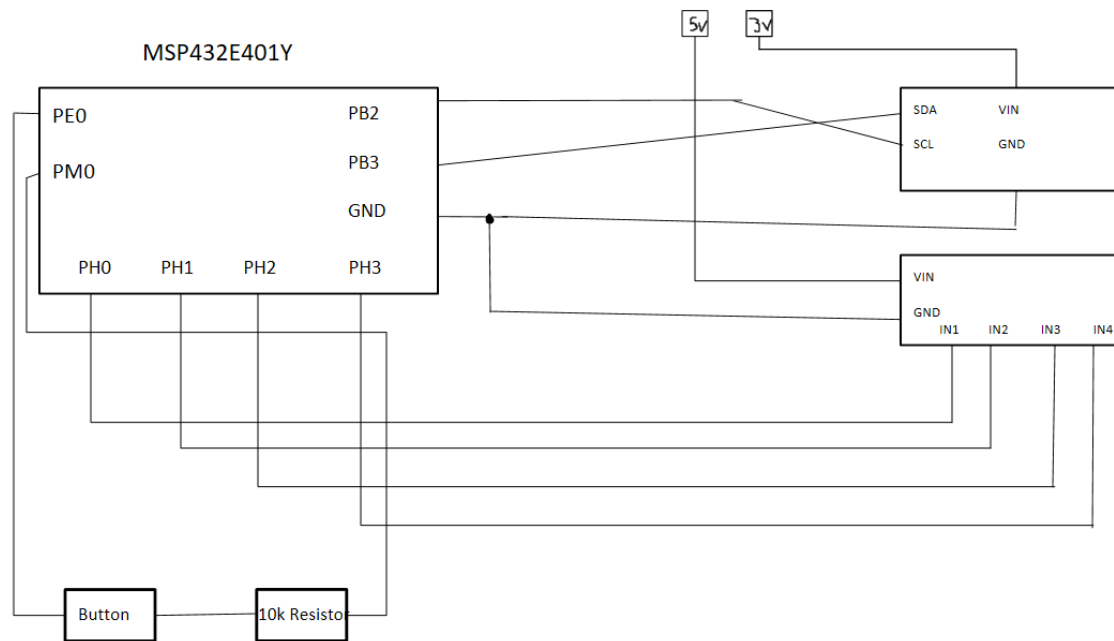 5V 3V
MSP432E401Y
PE0 PB2 SDA VIN
PM0 PB3 SCL GND
GND
PH0 PH1 PH2 PH3
VIN
GND
IN1 IN2 IN3 IN4
Button 10k Resistor